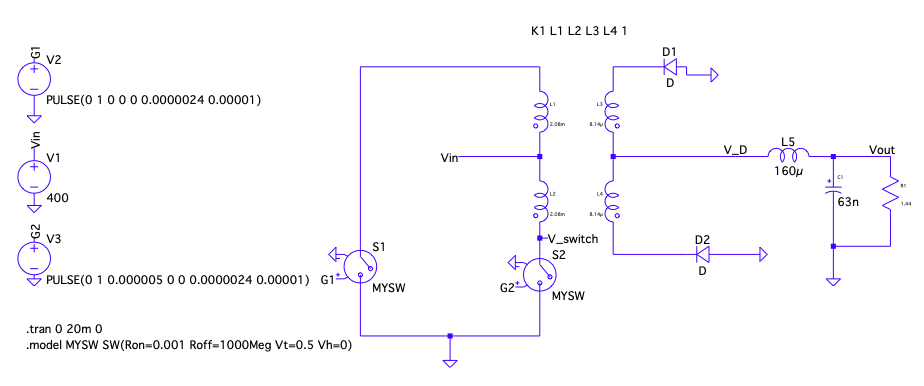 K1 L1 L2 L3 L4 1
G1
V2
PULSE(0 1 0 0 0 0.0000024 0.00001)
Vin
V1
400
G2
V3
PULSE(0 1 0.000005 0 0 0.0000024 0.00001)
S1
G1
MYSW
L1
2.08m
Vin
L2
2.08m
V_switch
S2
G2
MYSW
D1
D
L3
8.14µ
L4
8.14µ
V_D
L5
160µ
Vout
C1
63n
R1
1.44
D2
D
.tran 0 20m 0
.model MYSW SW(Ron=0.001 Roff=1000Meg Vt=0.5 Vh=0)